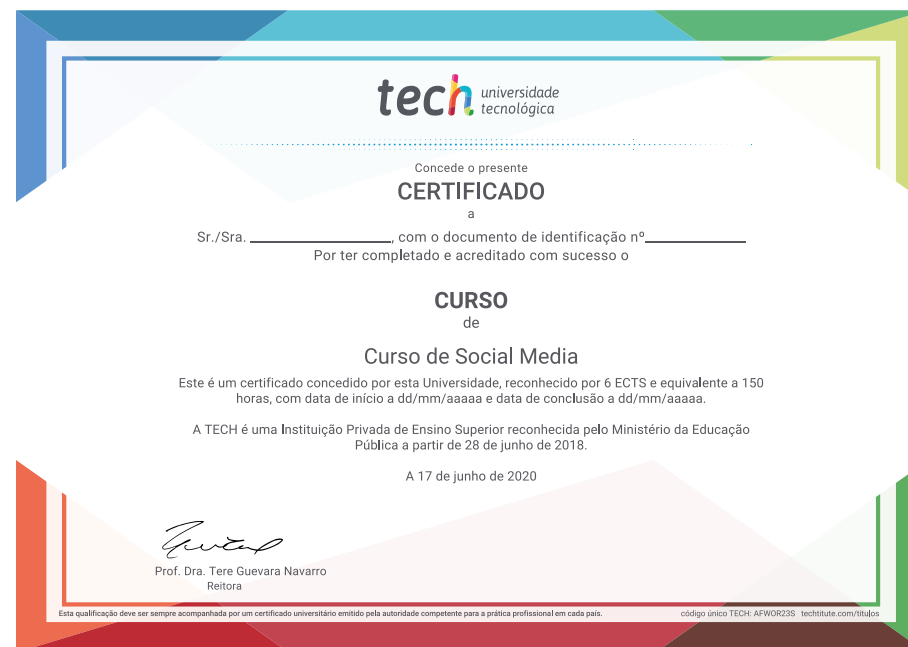 tech universidade
tecnológica
Concede o presente
CERTIFICADO
a
Sr./Sra. ____________________, com o documento de identificação nº______________
Por ter completado e acreditado com sucesso o
CURSO
de
Curso de Social Media
Este é um certificado concedido por esta Universidade, reconhecido por 6 ECTS e equivalente a 150
horas, com data de início a dd/mm/aaaaa e data de conclusão a dd/mm/aaaaa.
A TECH é uma Instituição Privada de Ensino Superior reconhecida pelo Ministério da Educação
Pública a partir de 28 de junho de 2018.
A 17 de junho de 2020
Prof. Dra. Tere Guevara Navarro
Reitora
Esta qualificação deve ser sempre acompanhada por um certificado universitário emitido pela autoridade competente para a prática profissional em cada país.
código único TECH: AFWOR23S techtitute.com/titulos